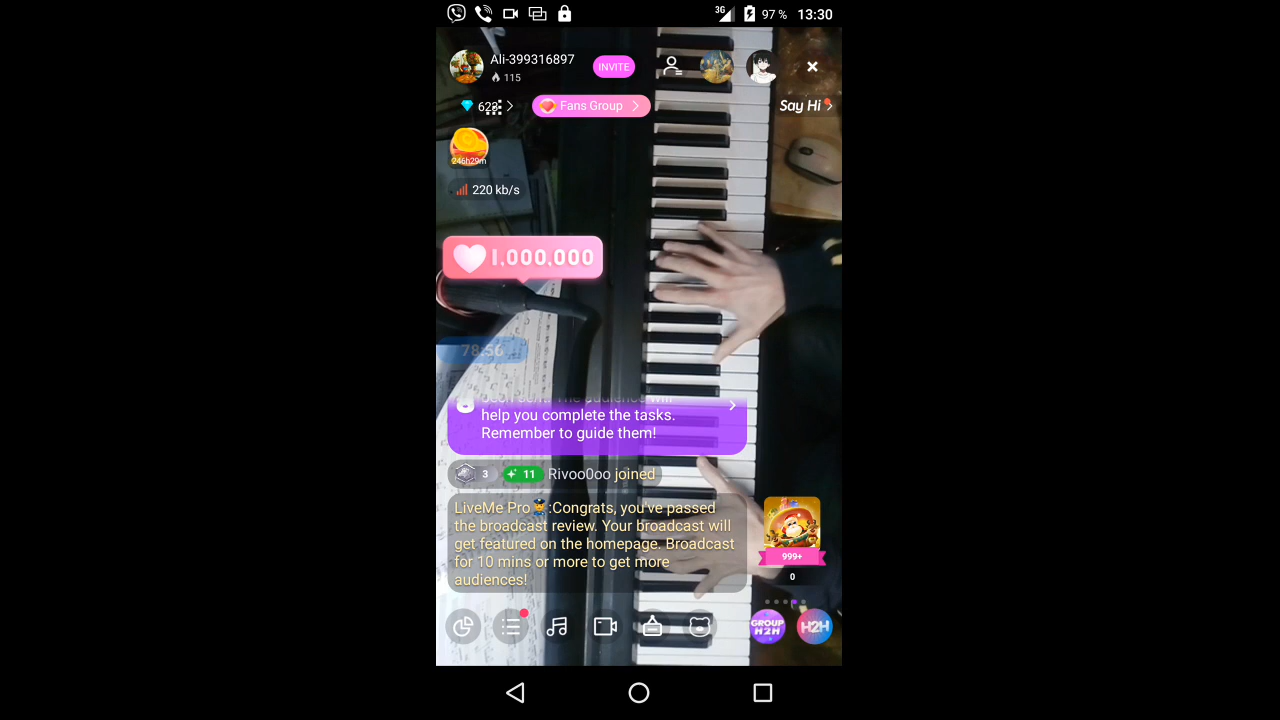 3G 97 % 13:30
Ali-399316897
115
INVITE
Fans Group
Say Hi
246h29m
220 kb/s
1,000,000
78:56
help you complete the tasks.
Remember to guide them!
3 11 Rivoo0oo joined
LiveMe Pro:Congrats, you've passed
the broadcast review. Your broadcast will
get featured on the homepage. Broadcast
for 10 mins or more to get more
audiences!
999+
0
GROUP
H2H
H2H